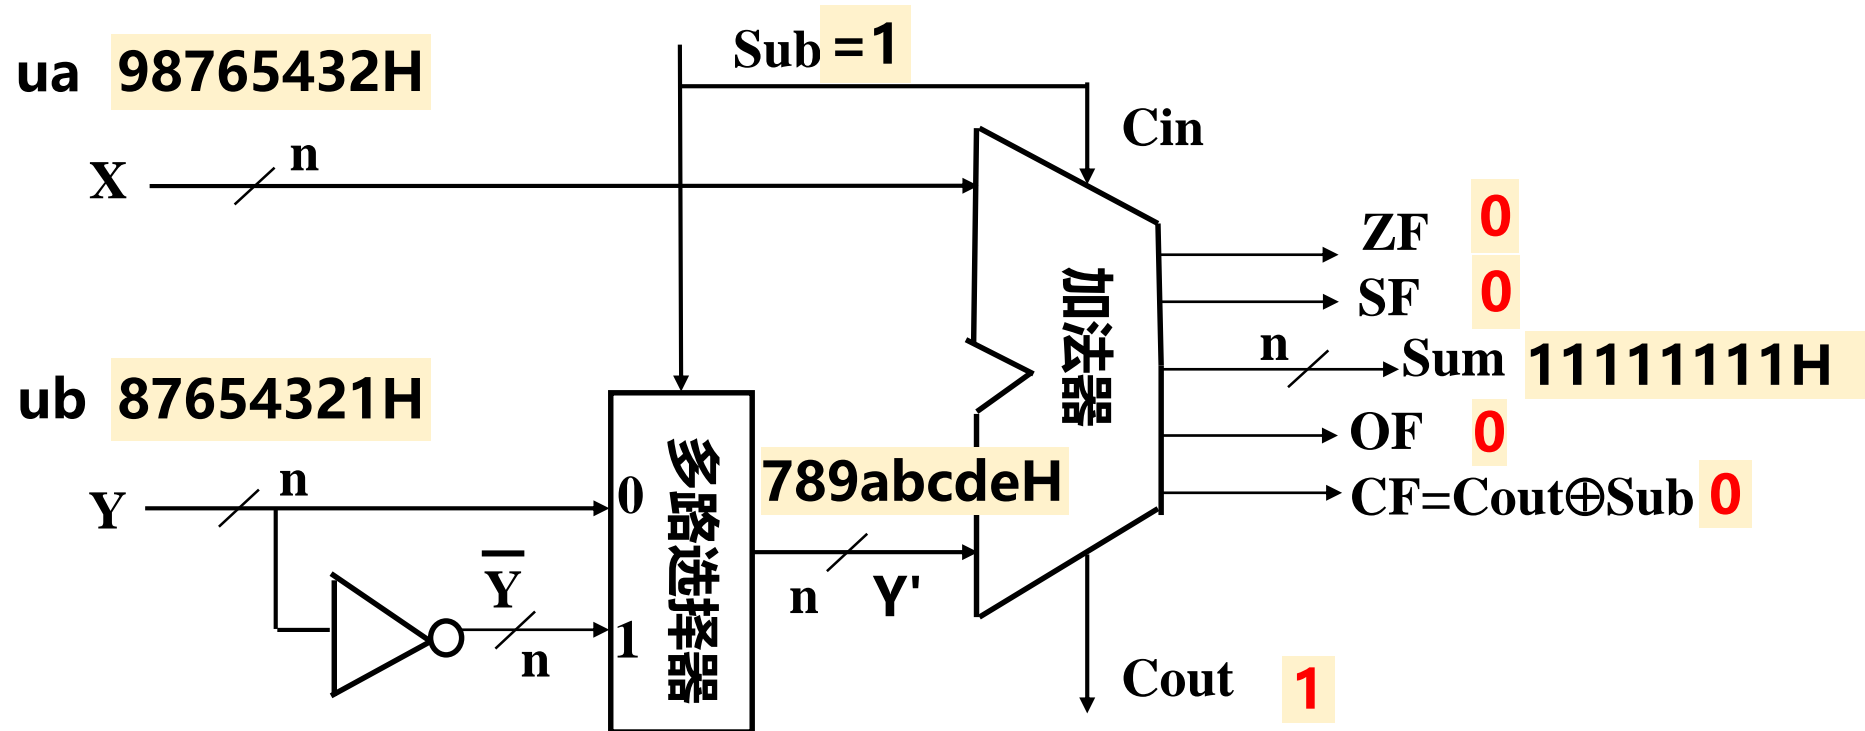 Sub =1
ua 98765432H
Cin
n
X
ZF 0
SF 0
加法器
n
Sum 11111111H
ub 87654321H
OF 0
多路选择器
789abcdeH
n
0
Y
CF=Cout⊕Sub 0
Y
n
Y'
1
n
Cout 1